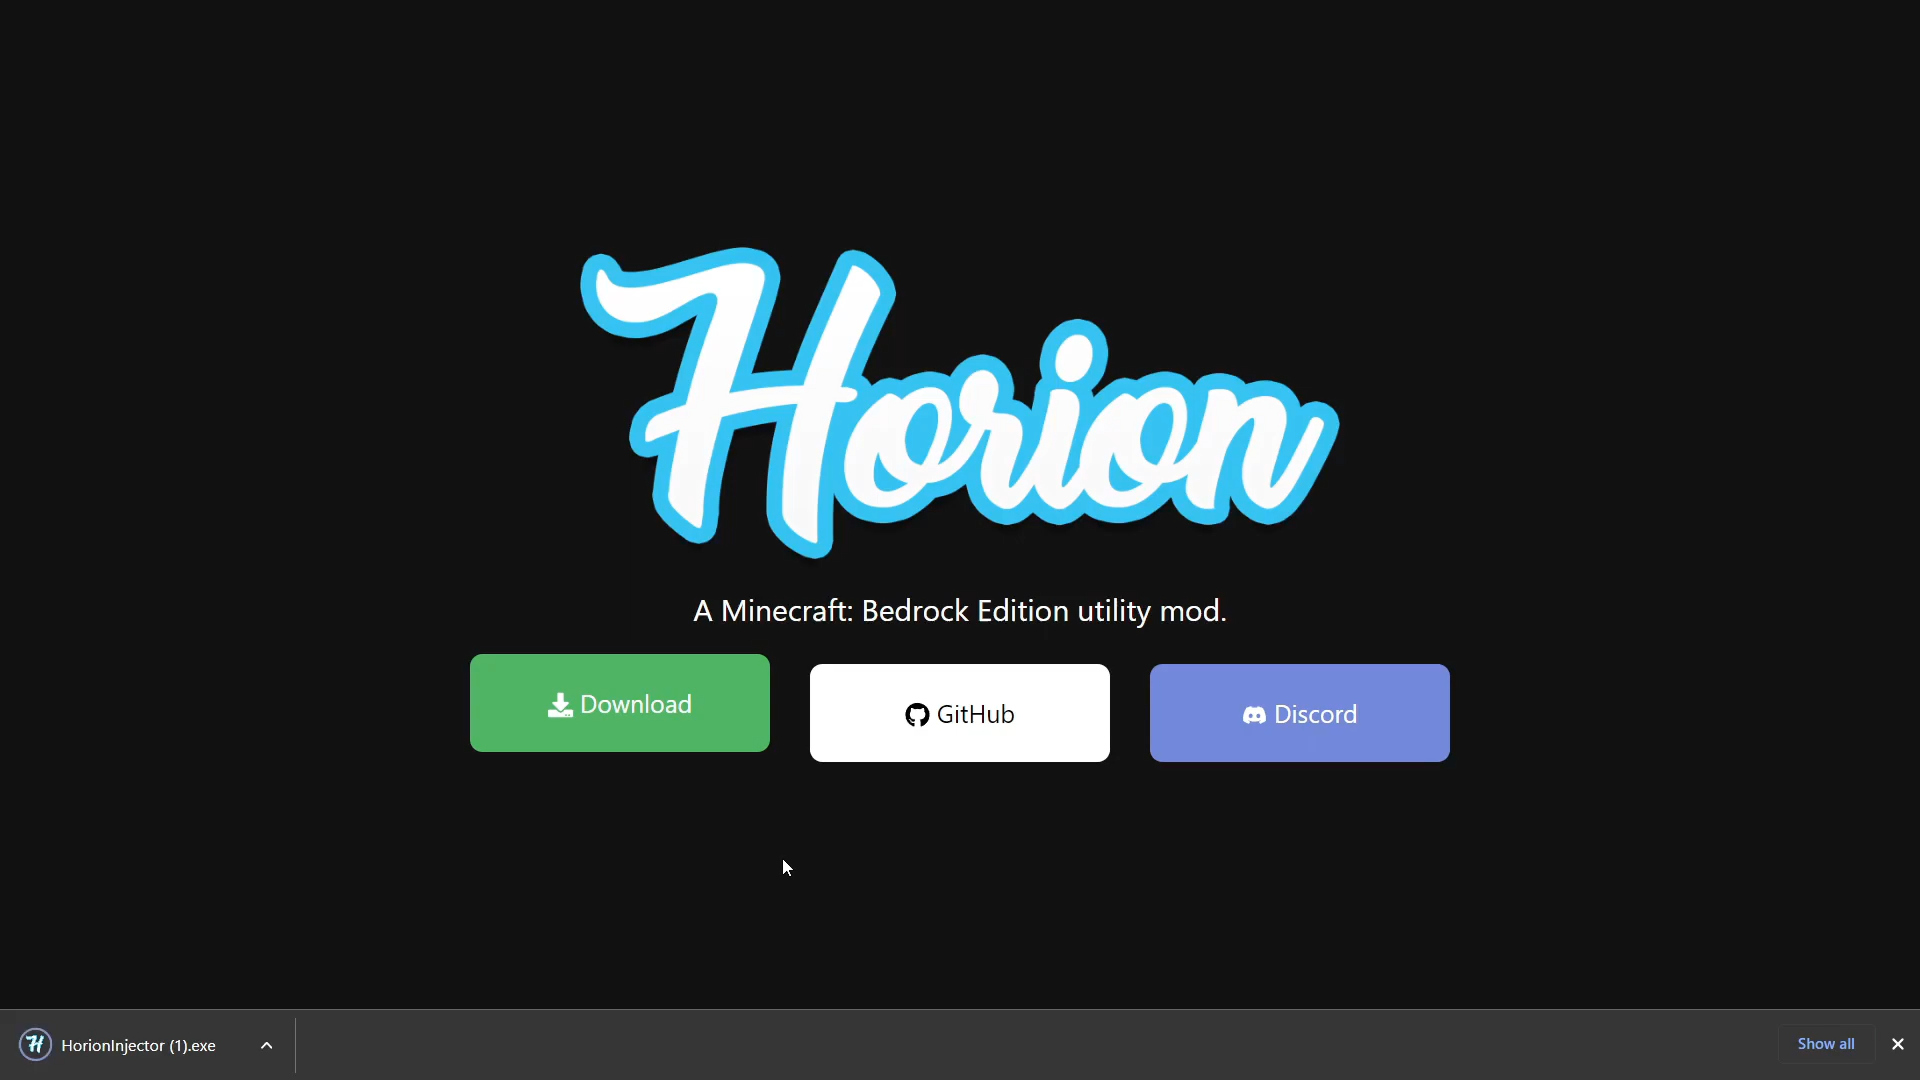 Horion
A Minecraft: Bedrock Edition utility mod.
Download
GitHub
Discord
H HorionInjector (1).exe
Show all